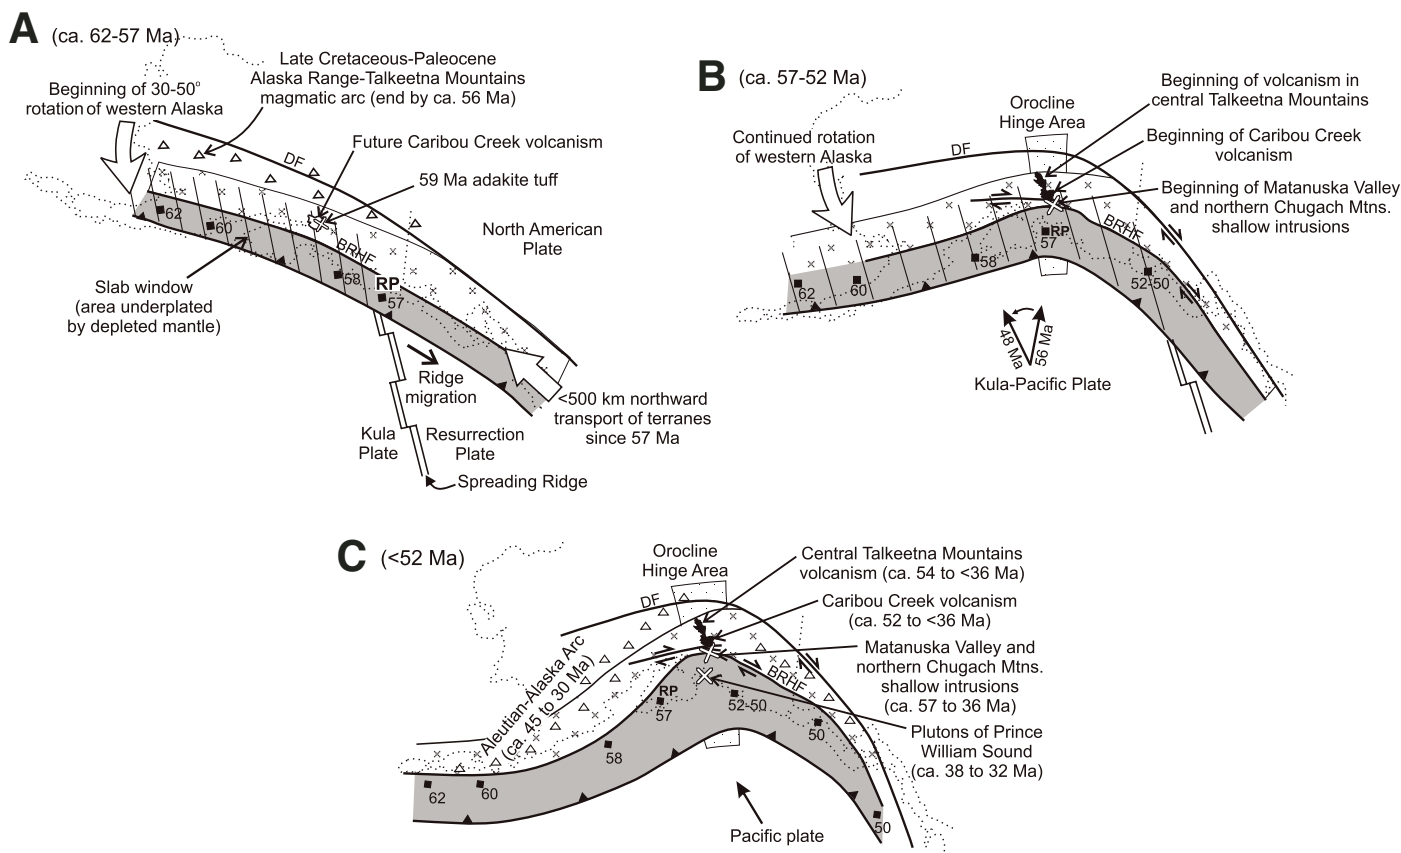 A (ca. 62-57 Ma)
Late Cretaceous-Paleocene
Alaska Range-Talkeetna Mountains
magmatic arc (end by ca. 56 Ma)
Beginning of 30-50°
rotation of western Alaska
DF
Future Caribou Creek volcanism
59 Ma adakite tuff
North American
Plate
62
60
BRHF
58
RP
57
Slab window
(area underplated
by depleted mantle)
Ridge
migration
<500 km northward
transport of terranes
since 57 Ma
Kula
Plate
Resurrection
Plate
Spreading Ridge
B (ca. 57-52 Ma)
Beginning of volcanism in
central Talkeetna Mountains
Orocline
Hinge Area
Continued rotation
of western Alaska
DF
Beginning of Caribou Creek
volcanism
Beginning of Matanuska Valley
and northern Chugach Mtns.
shallow intrusions
BRHF
RP
57
58
62
60
52-50
48 Ma
56 Ma
Kula-Pacific Plate
C (<52 Ma)
Orocline
Hinge Area
Central Talkeetna Mountains
volcanism (ca. 54 to <36 Ma)
DF
Caribou Creek volcanism
(ca. 52 to <36 Ma)
Matanuska Valley and
northern Chugach Mtns.
shallow intrusions
(ca. 57 to 36 Ma)
Aleutian-Alaska Arc
(ca. 45 to 30 Ma)
BRHF
RP
57
52-50
50
58
62
60
50
Plutons of Prince
William Sound
(ca. 38 to 32 Ma)
Pacific plate